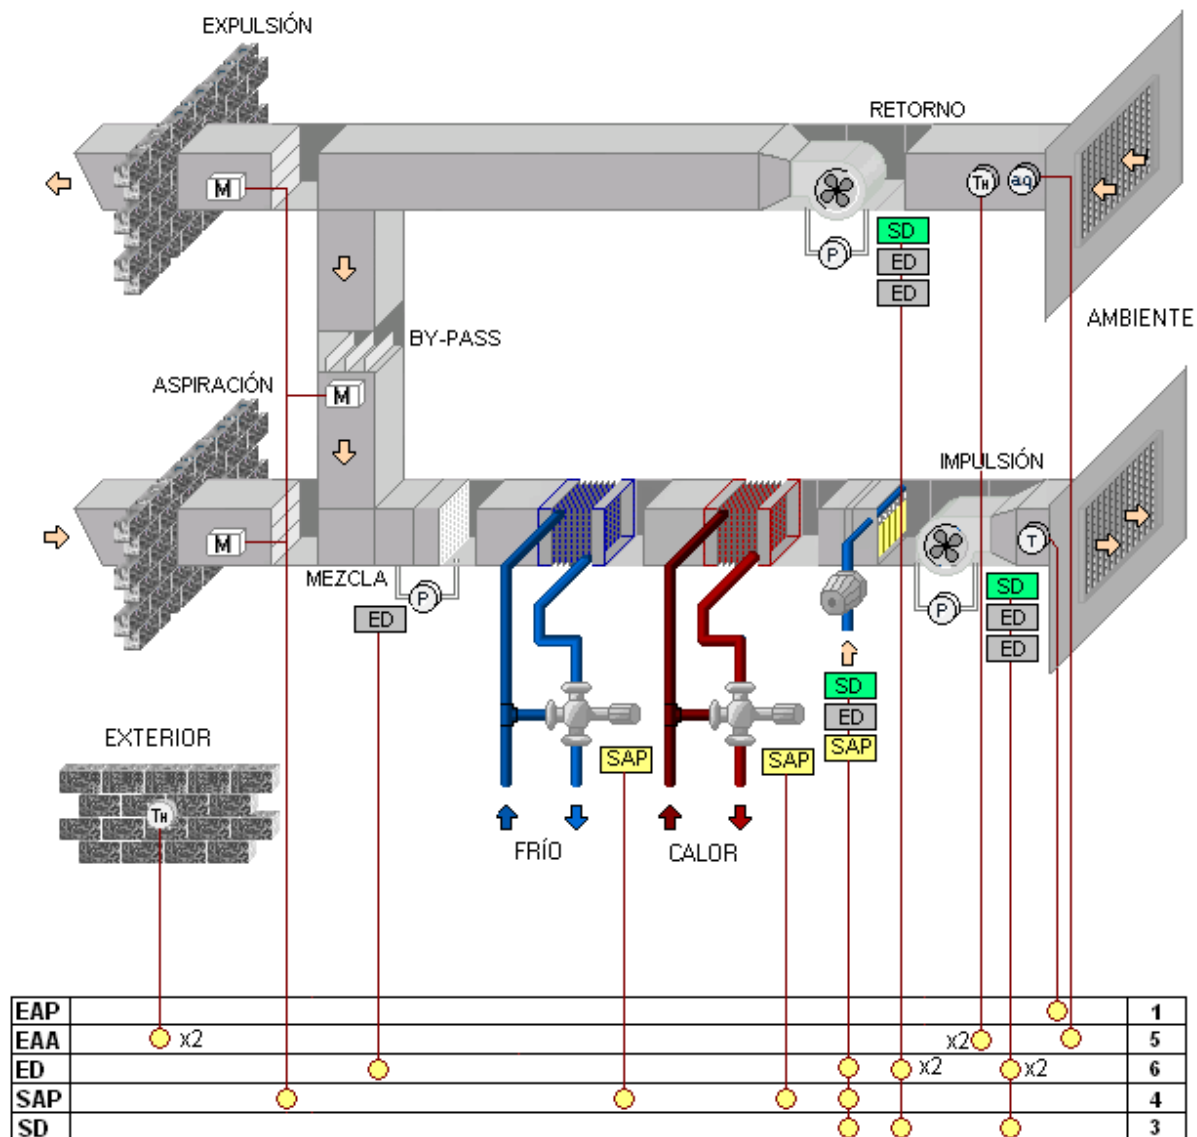 EXPULSIÓN
RETORNO
M
TH
aq
SD
P
ED
ED
AMBIENTE
BY-PASS
ASPIRACIÓN
M
IMPULSIÓN
M
T
MEZCLA
P
P
SD
ED
ED
ED
SD
ED
SAP
SAP
SAP
EXTERIOR
TH
FRÍO
CALOR
EAP 1
EAA x2 x2 5
ED x2 x2 6
SAP 4
SD 3